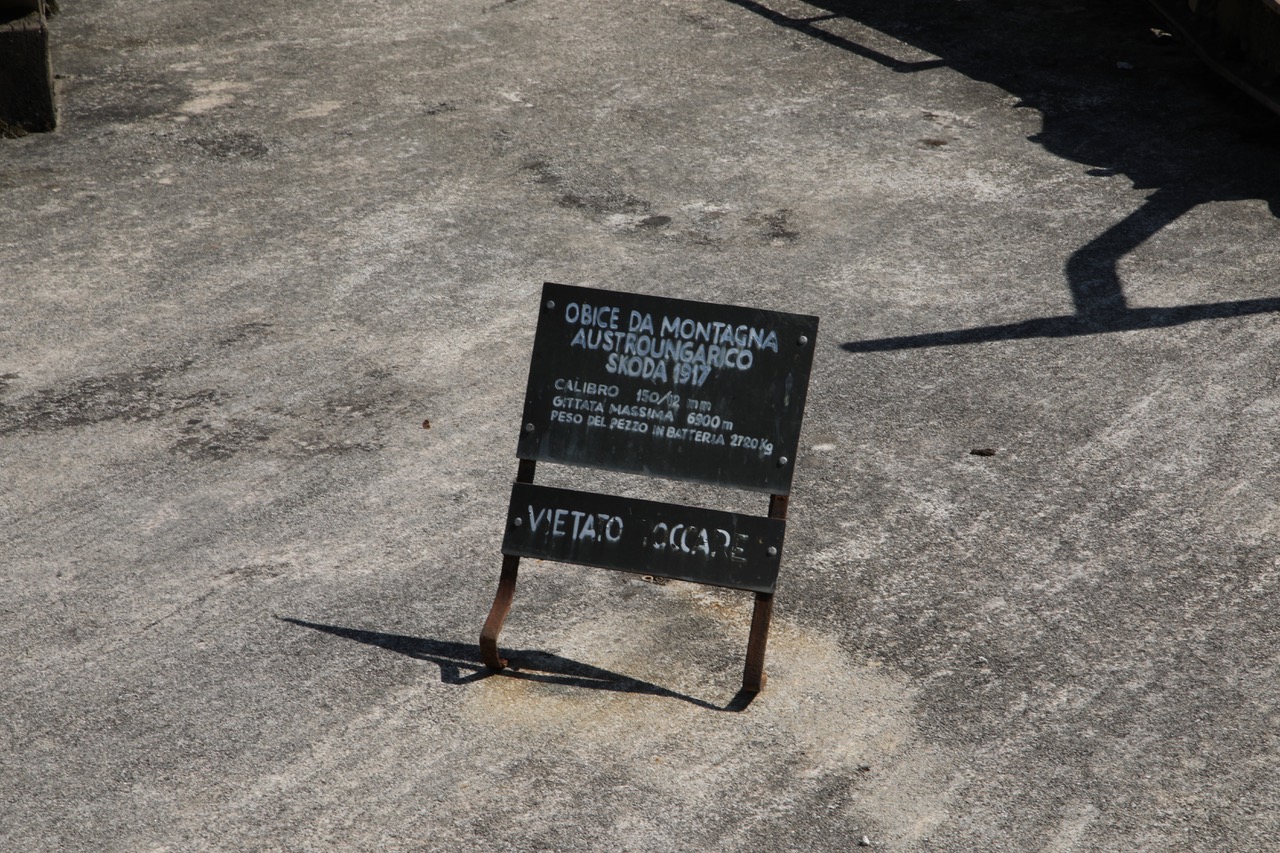 OBICE DA MONTAGNA
AUSTROUNGARICO
SKODA 1917
CALIBRO 150/12 mm
GITTATA MASSIMA 6900 m
PESO DEL PEZZO IN BATTERIA 2720 Kg
VIETATO TOCCARE